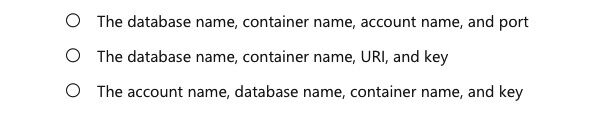 The database name, container name, account name, and port
The database name, container name, URI, and key
The account name, database name, container name, and key